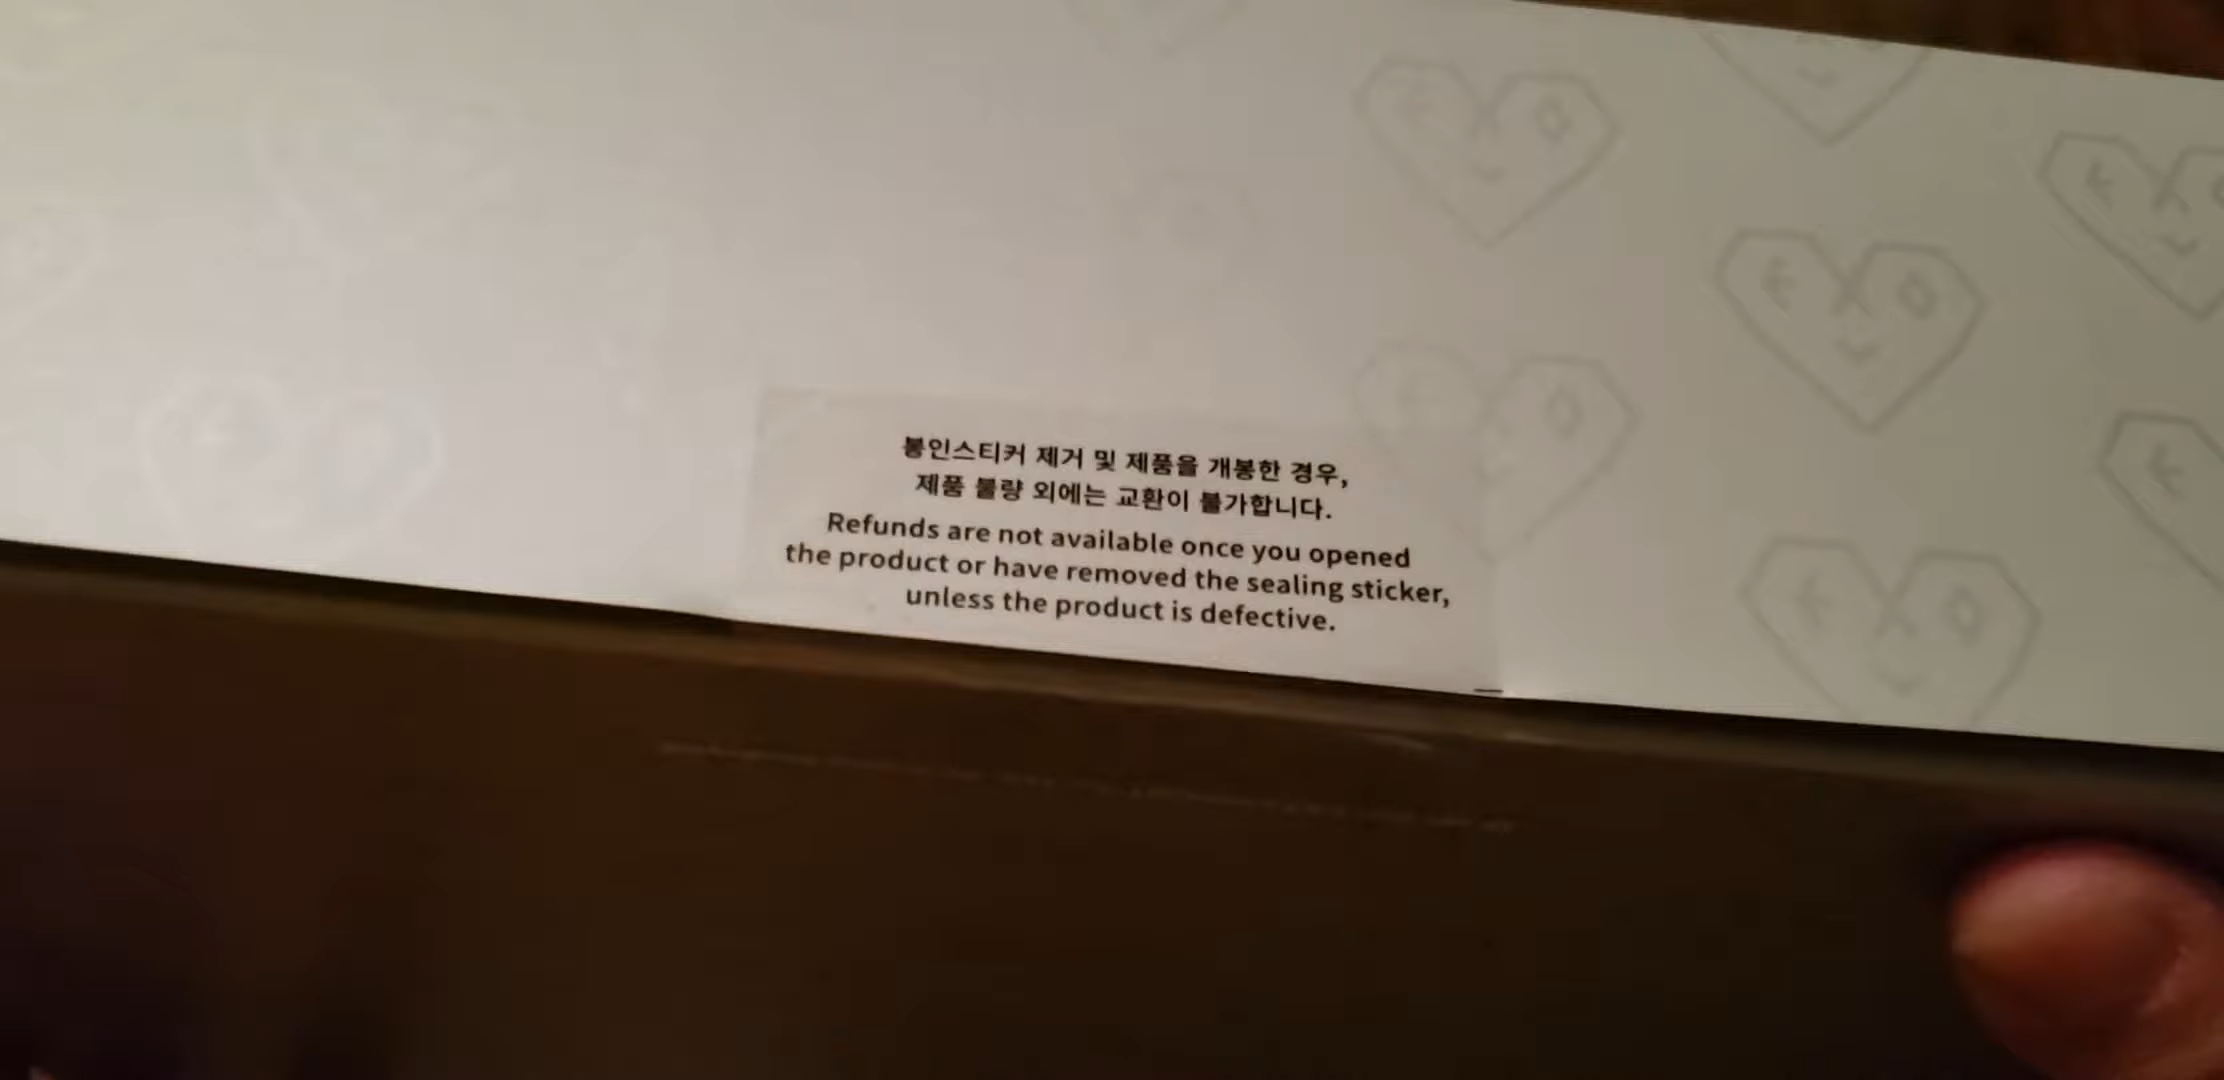 봉인스티커 제거 및 제품을 개봉한 경우,
제품 불량 외에는 교환이 불가합니다.
Refunds are not available once you opened
the product or have removed the sealing sticker,
unless the product is defective.